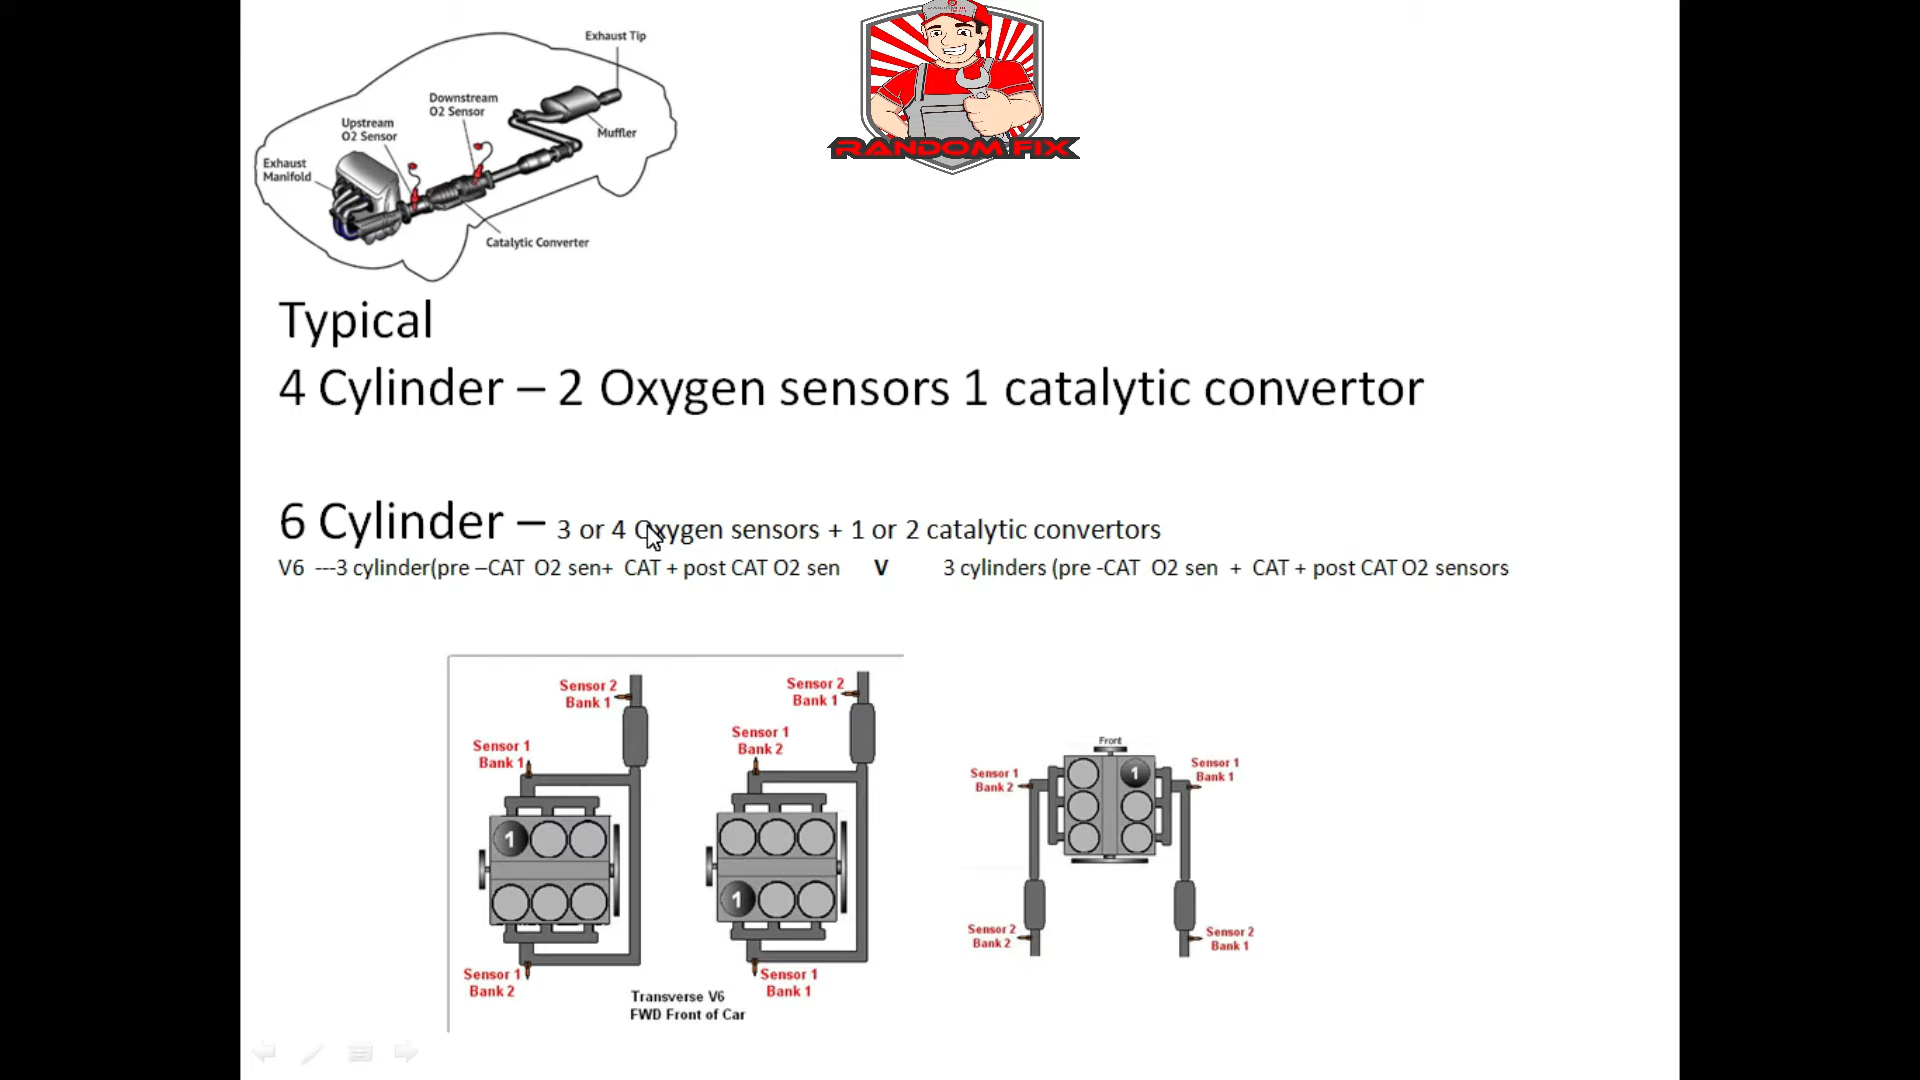 Exhaust Tip
Downstream
O2 Sensor
Upstream
O2 Sensor
Muffler
Exhaust
Manifold
Catalytic Converter
RANDOM FIX
Typical
4 Cylinder – 2 Oxygen sensors 1 catalytic convertor
6 Cylinder – 3 or 4 Oxygen sensors + 1 or 2 catalytic convertors
V6 ---3 cylinder(pre –CAT O2 sen+ CAT + post CAT O2 sen V 3 cylinders (pre -CAT O2 sen + CAT + post CAT O2 sensors
Sensor 2
Bank 1
Sensor 1
Bank 1
1
Sensor 1
Bank 2
Sensor 2
Bank 1
Sensor 1
Bank 2
1
Sensor 1
Bank 1
Transverse V6
FWD Front of Car
Front
Sensor 1
Bank 2
1
Sensor 1
Bank 1
Sensor 2
Bank 2
Sensor 2
Bank 1